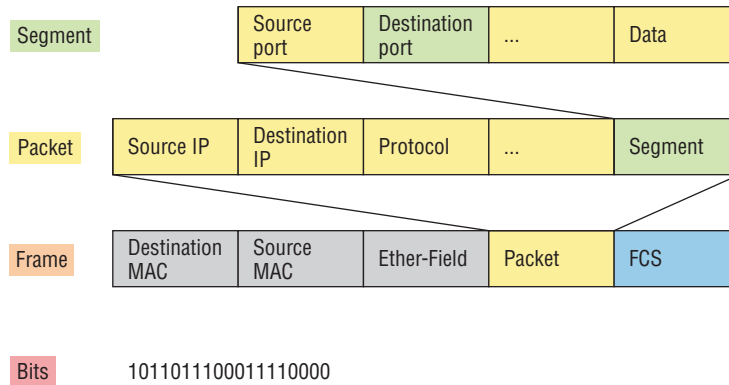 Segment
Source port
Destination port
...
Data
Packet
Source IP
Destination IP
Protocol
...
Segment
Frame
Destination MAC
Source MAC
Ether-Field
Packet
FCS
Bits
1011011100011110000